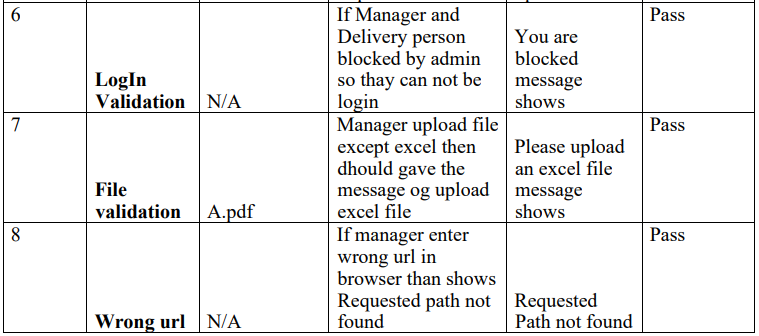 6
LogIn
Validation
N/A
If Manager and
Delivery person
blocked by admin
so thay can not be
login
You are
blocked
message
shows
Pass
7
File
validation
A.pdf
Manager upload file
except excel then
dhould gave the
message og upload
excel file
Please upload
an excel file
message
shows
Pass
8
Wrong url
N/A
If manager enter
wrong url in
browser than shows
Requested path not
found
Requested
Path not found
Pass